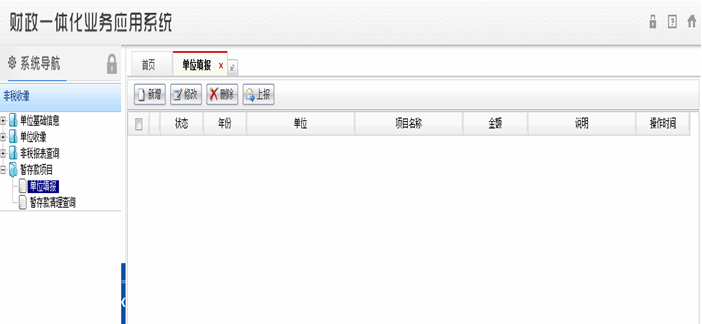 财政一体化业务应用系统
系统导航
首页 单位填报 x
非税收缴
新增 修改 删除 上报
单位基础信息
单位收缴
非税报表查询
暂存款项目
单位填报
暂存款清理查询
状态 年份 单位 项目名称 金额 说明 操作时间